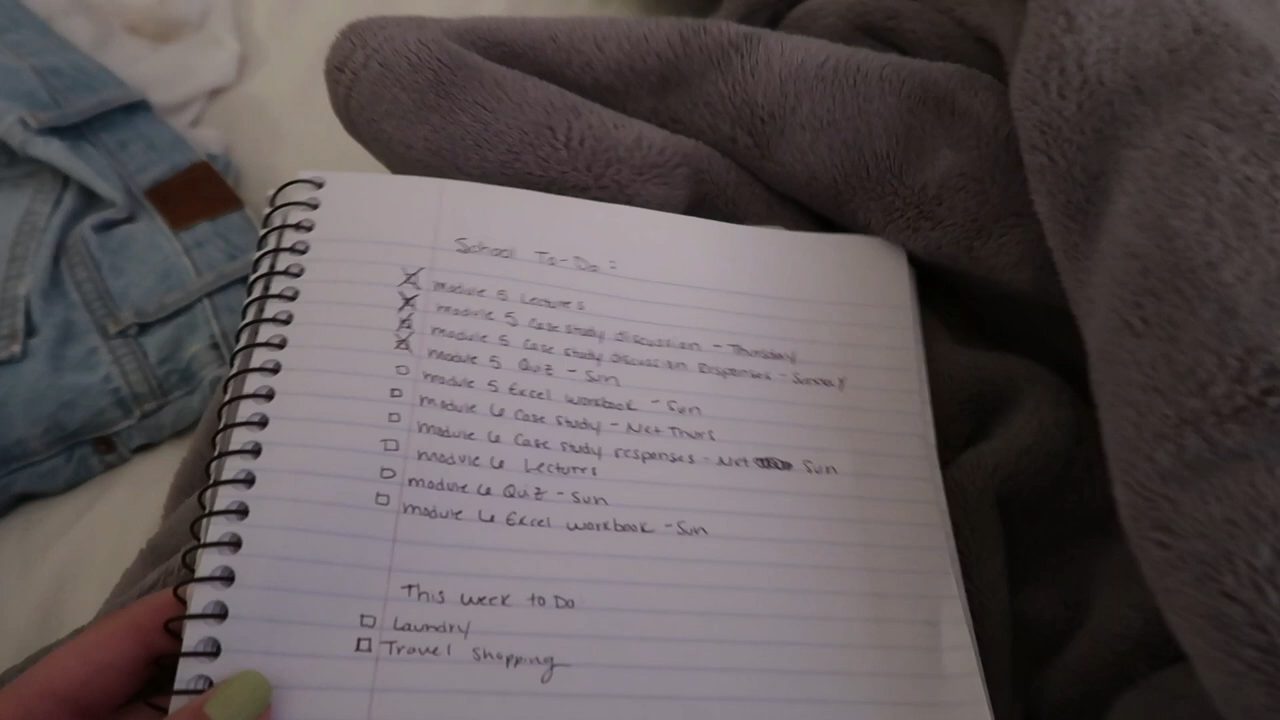 School To-Do:
module 5 Lectures
module 5 case study discussion - Thursday
module 5 case study discussion responses - Sunday
module 5 Quiz - Sun
module 5 Excel workbook - Sun
module 6 case study - Nxt Thurs
module 6 case study responses - Nxt Sun
module 6 Lectures
module 6 Quiz - Sun
module 6 Excel workbook - Sun
This week to Do
Laundry
Travel shopping